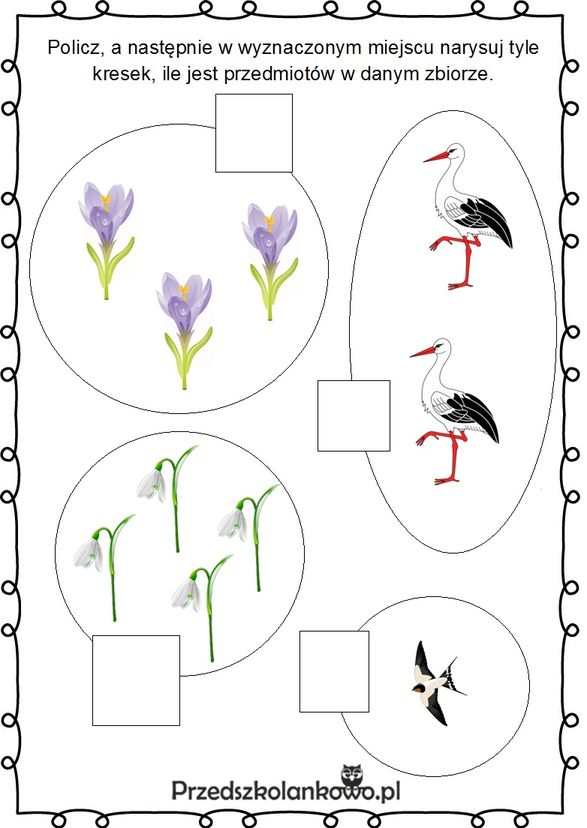 Policz, a następnie w wyznaczonym miejscu narysuj tyle
kresek, ile jest przedmiotów w danym zbiorze.
Przedszkolankowo.pl